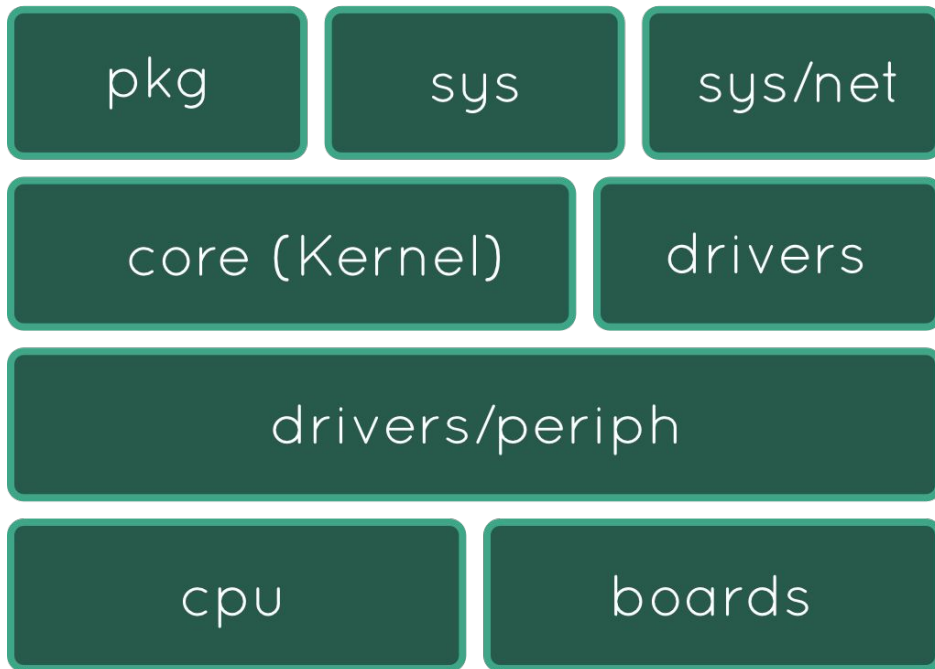 pkg
sys
sys/net
core (Kernel)
drivers
drivers/periph
cpu
boards